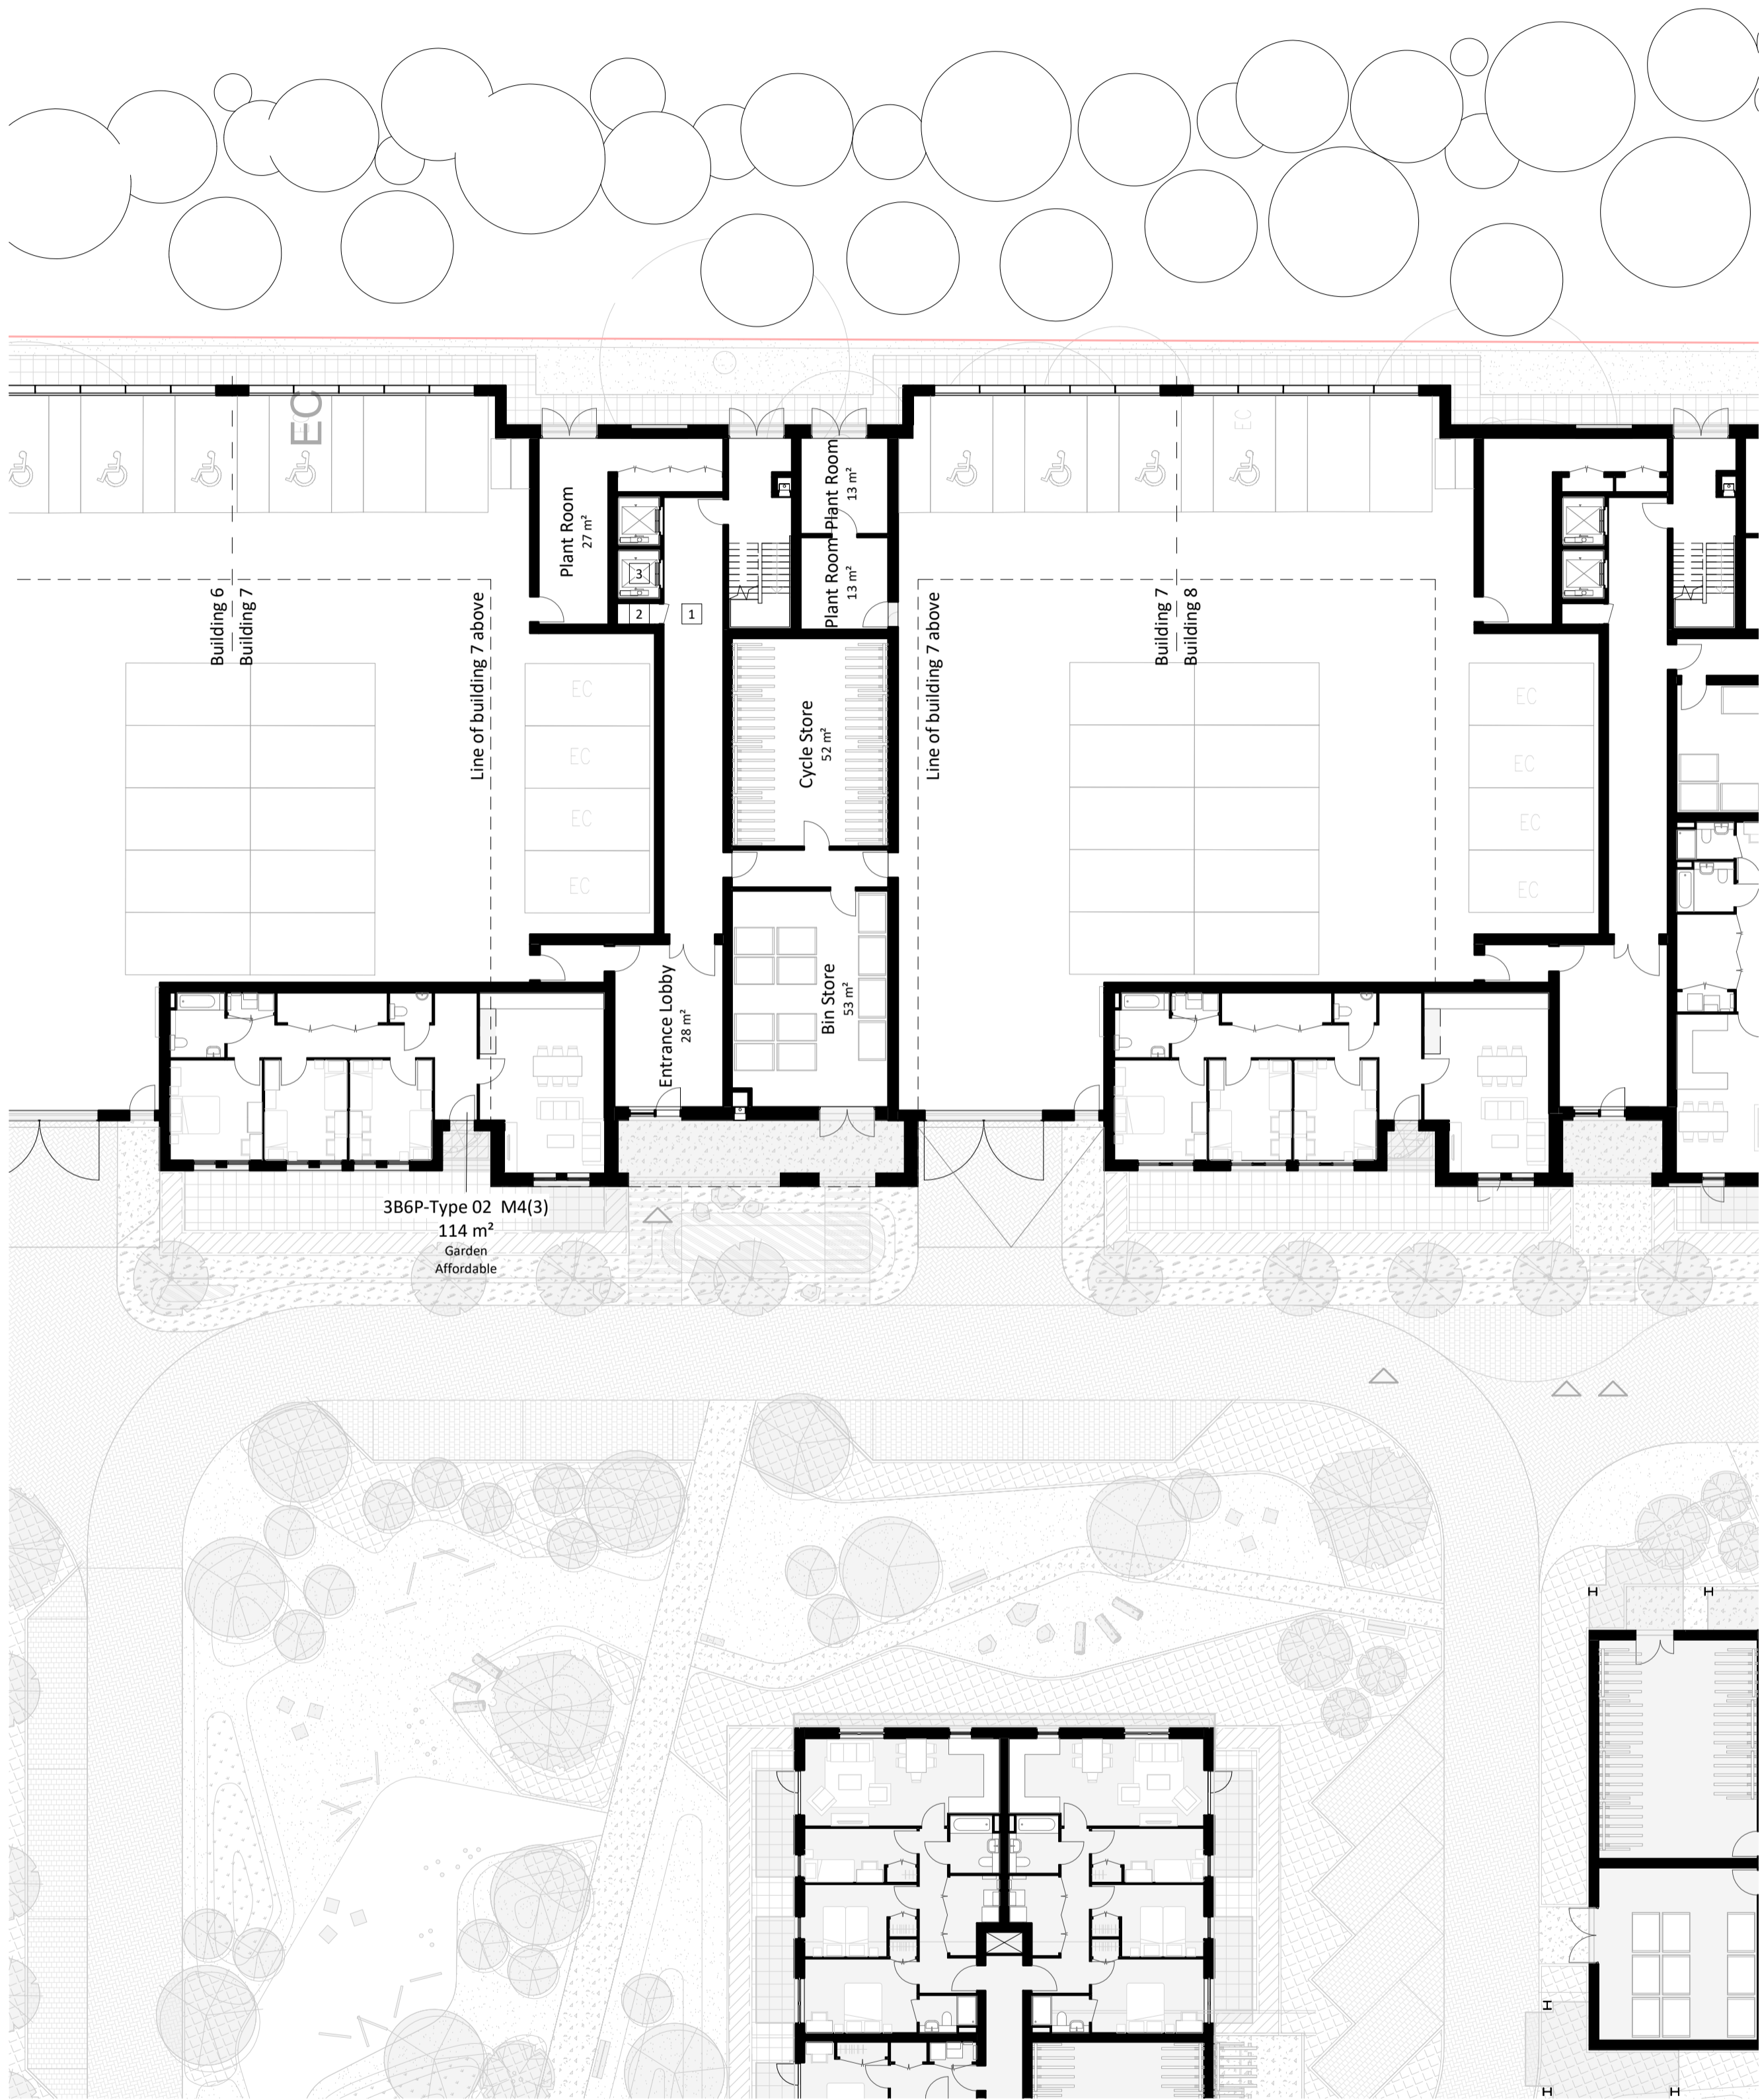 EC
EC
Plant Room
27 m²
Plant Room
13 m²
Plant Room
13 m²
3
2
1
Building 6
Building 7
Line of building 7 above
Line of building 7 above
Building 7
Building 8
EC
EC
EC
EC
Cycle Store
52 m²
EC
EC
EC
EC
Entrance Lobby
28 m²
Bin Store
53 m²
3B6P-Type 02 M4(3)
114 m²
Garden
Affordable
H
H
H
H
H